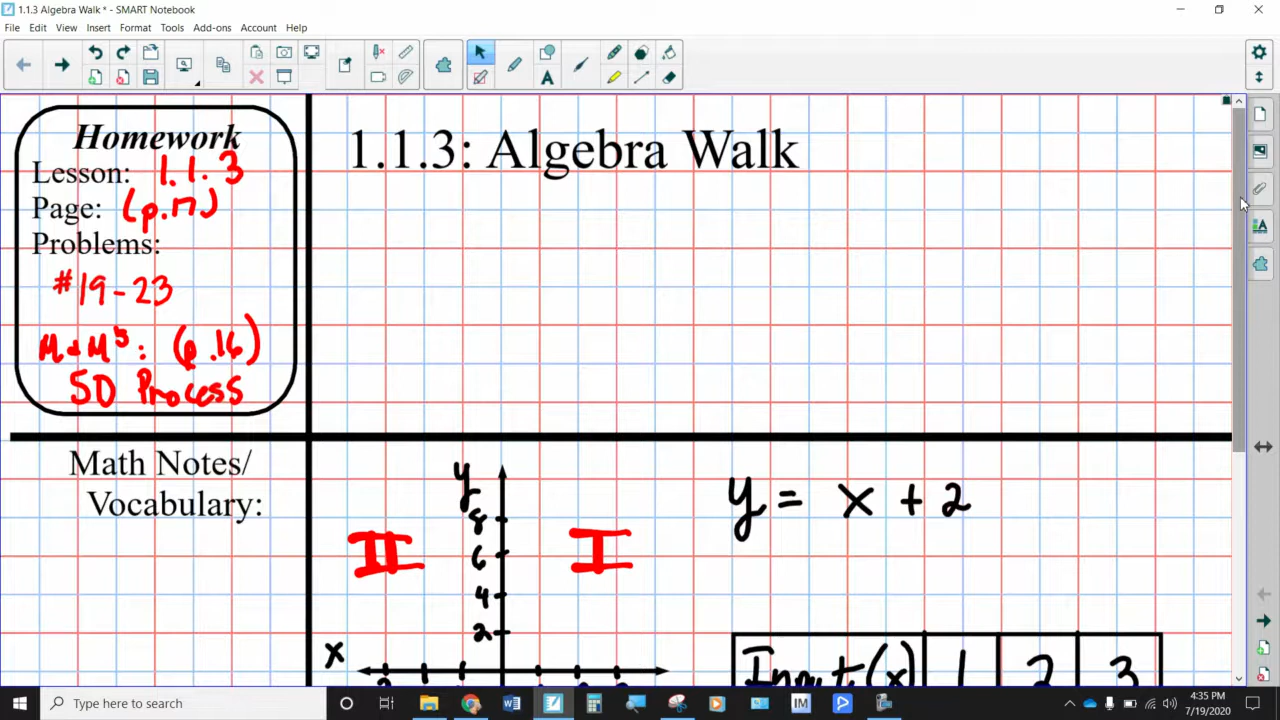 1.1.3 Algebra Walk * - SMART Notebook
File Edit View Insert Format Tools Add-ons Account Help
Homework
Lesson: 1.1.3
Page: (p.17)
Problems:
#19-23
M+M's: (p.16)
5D Process
1.1.3: Algebra Walk
Math Notes/
Vocabulary:
y
8
6
4
2
x
II
I
y = x + 2
Input (x) 1 2 3
Type here to search
4:35 PM
7/19/2020